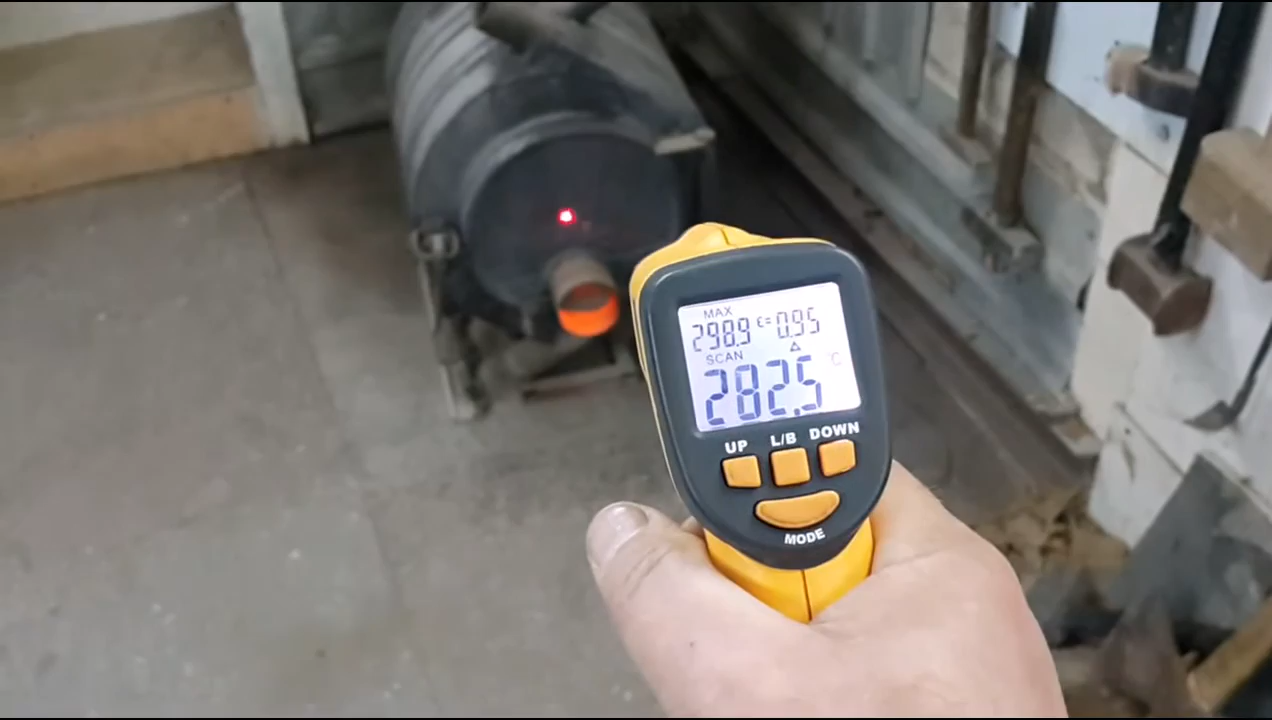 MAX
298.9 ε=0.95
SCAN
282.5 °C
UP L/B DOWN
MODE